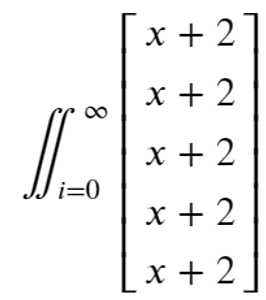 ∬_{i=0}^{∞} [
x + 2
x + 2
x + 2
x + 2
x + 2
]